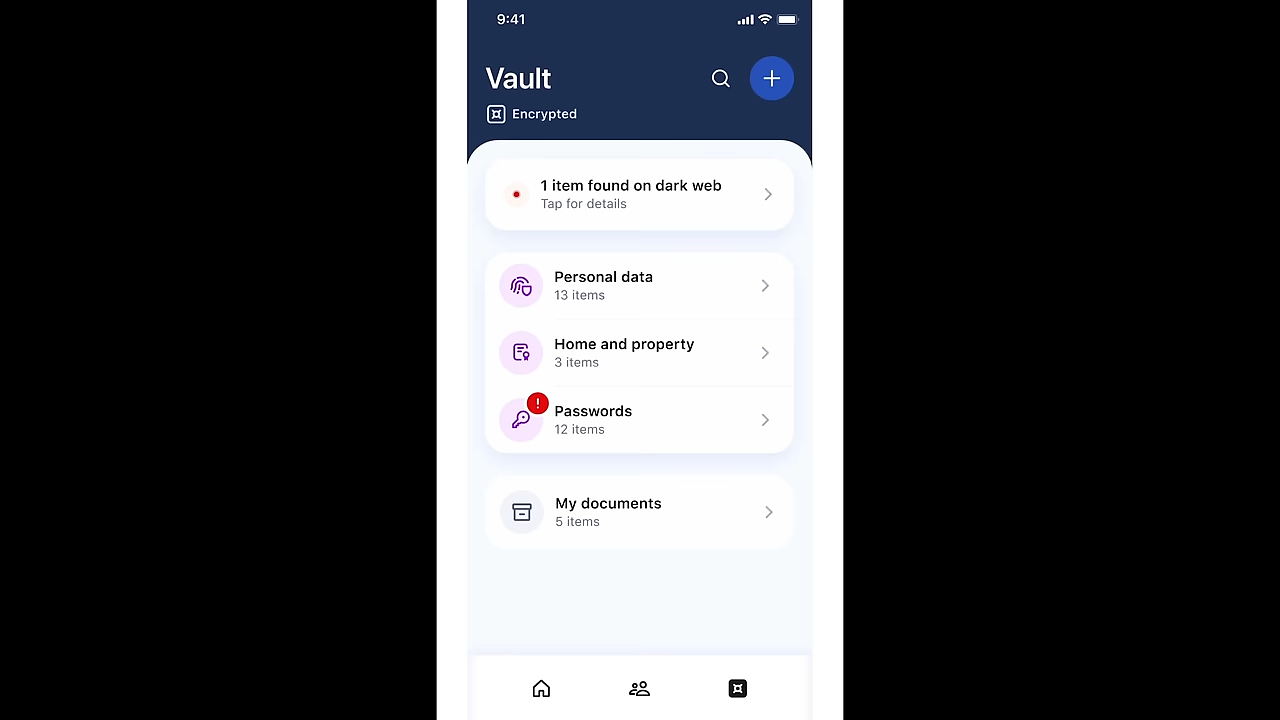 9:41
Vault
Encrypted
1 item found on dark web
Tap for details
Personal data
13 items
Home and property
3 items
!
Passwords
12 items
My documents
5 items